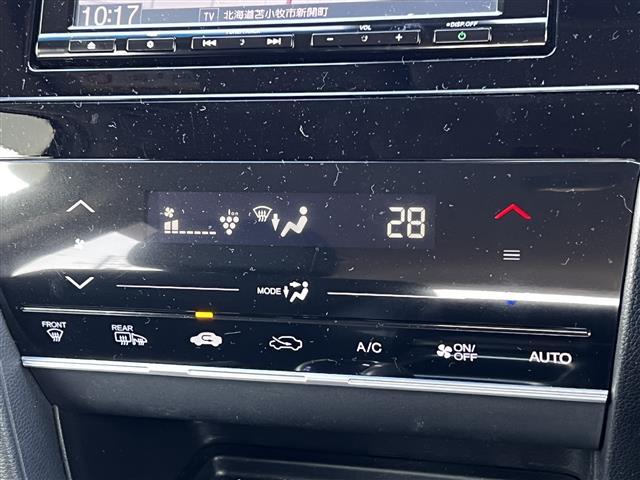 10:17 TV 北海道苫小牧市新開町
VOL
DISP.OFF
− +
ion
28
MODE
FRONT
REAR
A/C
ON/
OFF
AUTO